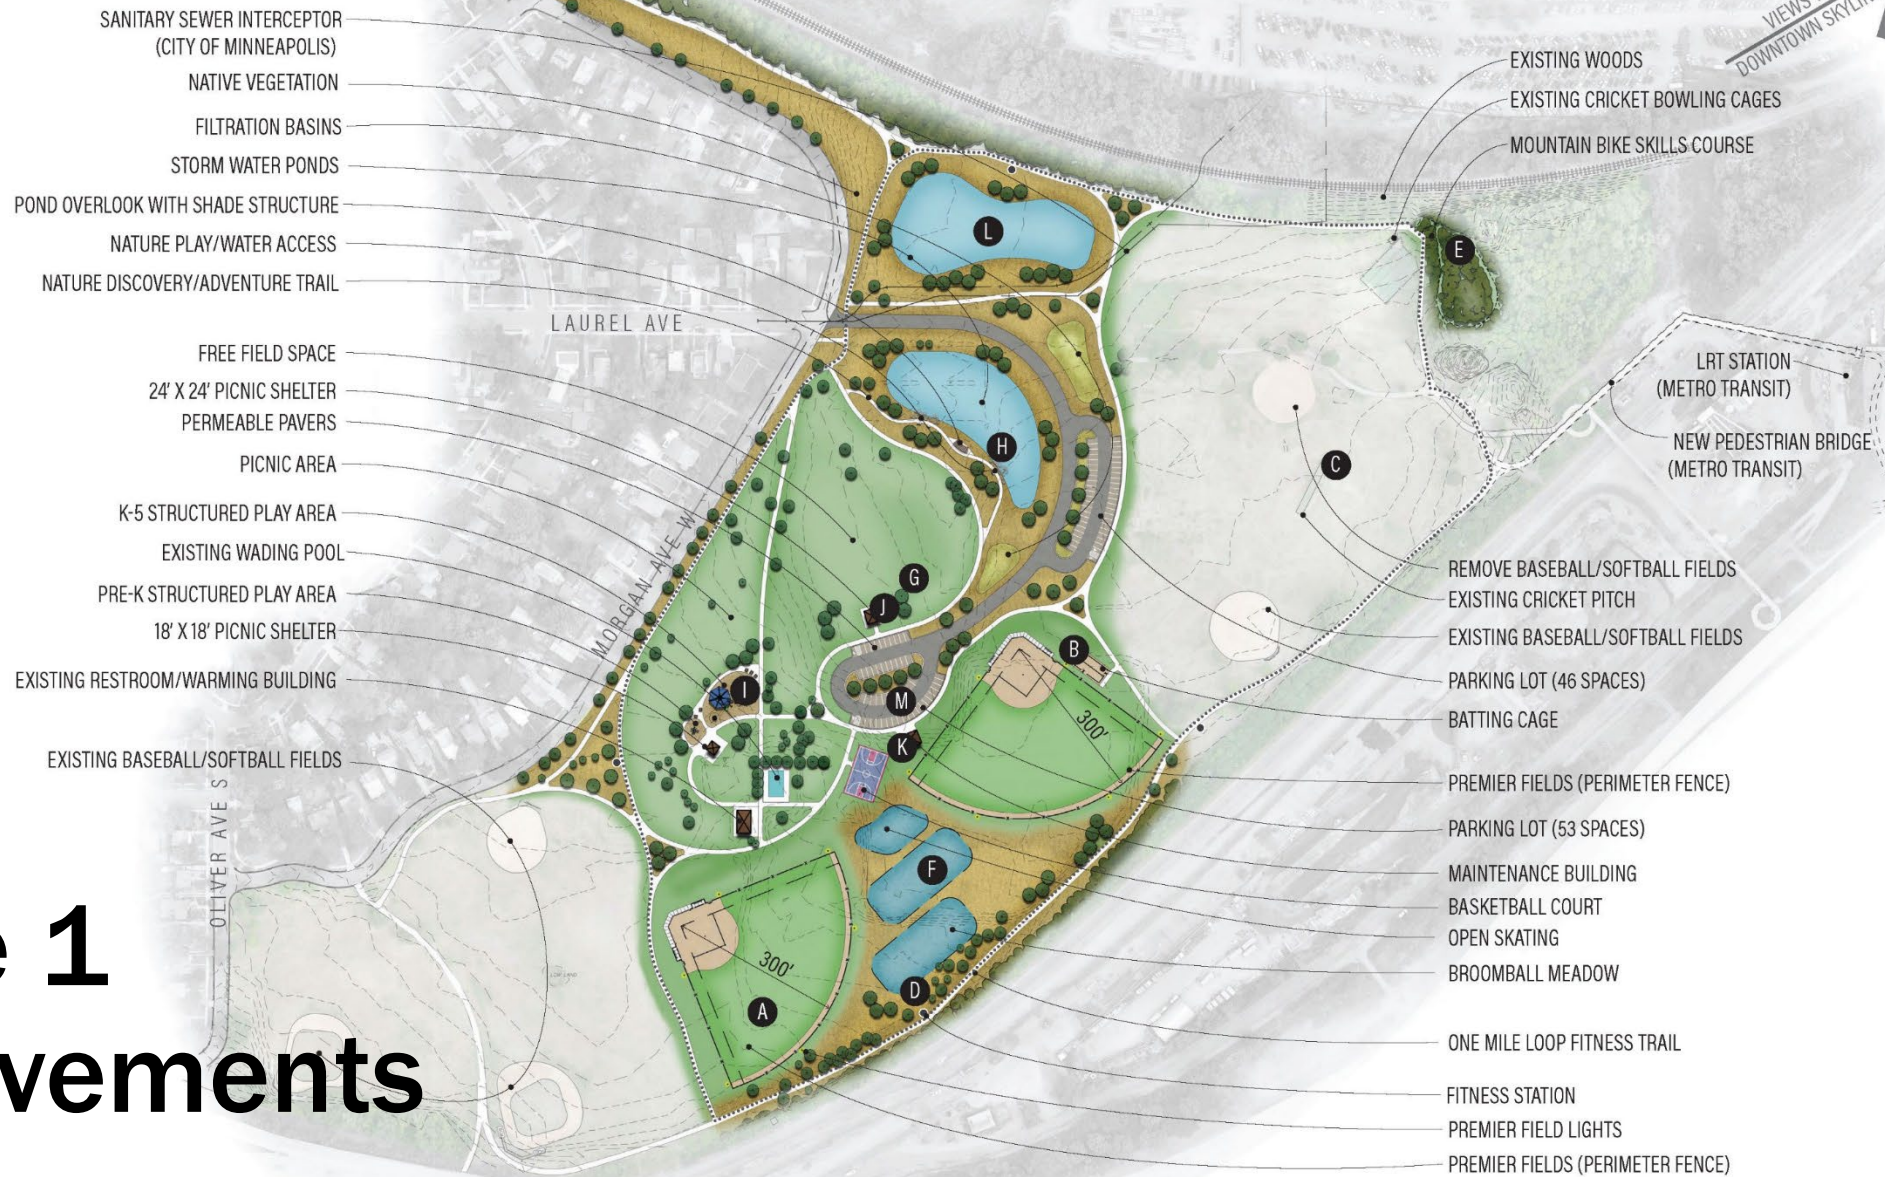 SANITARY SEWER INTERCEPTOR
(CITY OF MINNEAPOLIS)
NATIVE VEGETATION
FILTRATION BASINS
STORM WATER PONDS
POND OVERLOOK WITH SHADE STRUCTURE
NATURE PLAY/WATER ACCESS
NATURE DISCOVERY/ADVENTURE TRAIL
FREE FIELD SPACE
24' X 24' PICNIC SHELTER
PERMEABLE PAVERS
PICNIC AREA
K-5 STRUCTURED PLAY AREA
EXISTING WADING POOL
PRE-K STRUCTURED PLAY AREA
18' X 18' PICNIC SHELTER
EXISTING RESTROOM/WARMING BUILDING
EXISTING BASEBALL/SOFTBALL FIELDS
OLIVER AVE S
e 1
vements
LAUREL AVE
MORGAN AVE W
L
H
G
J
I
M
K
B
300'
F
D
300'
A
C
E
VIEWS
DOWNTOWN SKYLI
EXISTING WOODS
EXISTING CRICKET BOWLING CAGES
MOUNTAIN BIKE SKILLS COURSE
LRT STATION
(METRO TRANSIT)
NEW PEDESTRIAN BRIDGE
(METRO TRANSIT)
REMOVE BASEBALL/SOFTBALL FIELDS
EXISTING CRICKET PITCH
EXISTING BASEBALL/SOFTBALL FIELDS
PARKING LOT (46 SPACES)
BATTING CAGE
PREMIER FIELDS (PERIMETER FENCE)
PARKING LOT (53 SPACES)
MAINTENANCE BUILDING
BASKETBALL COURT
OPEN SKATING
BROOMBALL MEADOW
ONE MILE LOOP FITNESS TRAIL
FITNESS STATION
PREMIER FIELD LIGHTS
PREMIER FIELDS (PERIMETER FENCE)